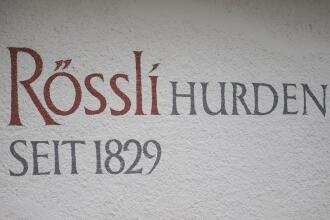 Rössli HURDEN
SEIT 1829